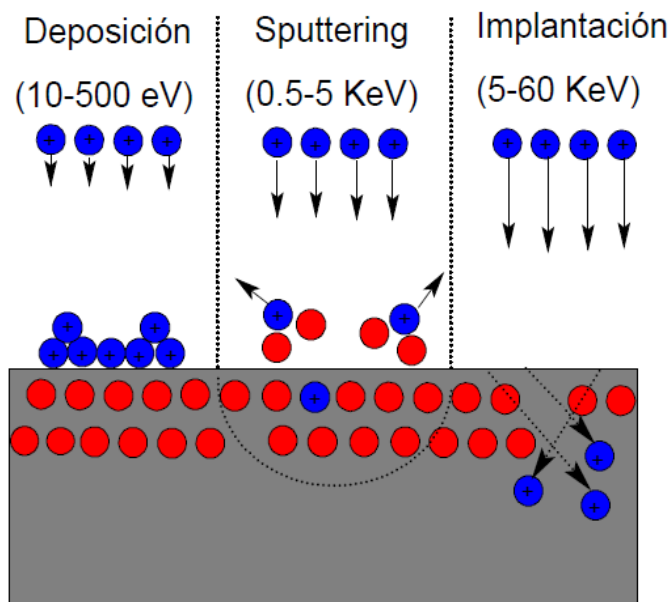 Deposición
(10-500 eV)
Sputtering
(0.5-5 KeV)
Implantación
(5-60 KeV)